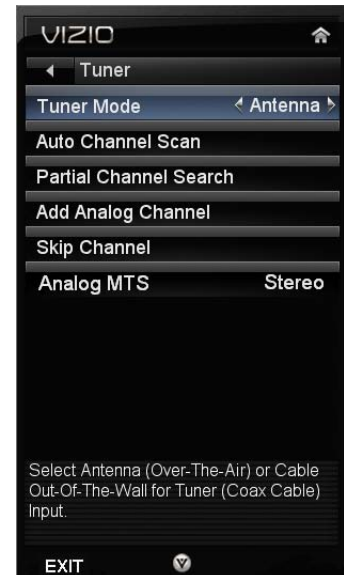 VIZIO
Tuner
Tuner Mode Antenna
Auto Channel Scan
Partial Channel Search
Add Analog Channel
Skip Channel
Analog MTS Stereo
Select Antenna (Over-The-Air) or Cable
Out-Of-The-Wall for Tuner (Coax Cable)
Input.
EXIT